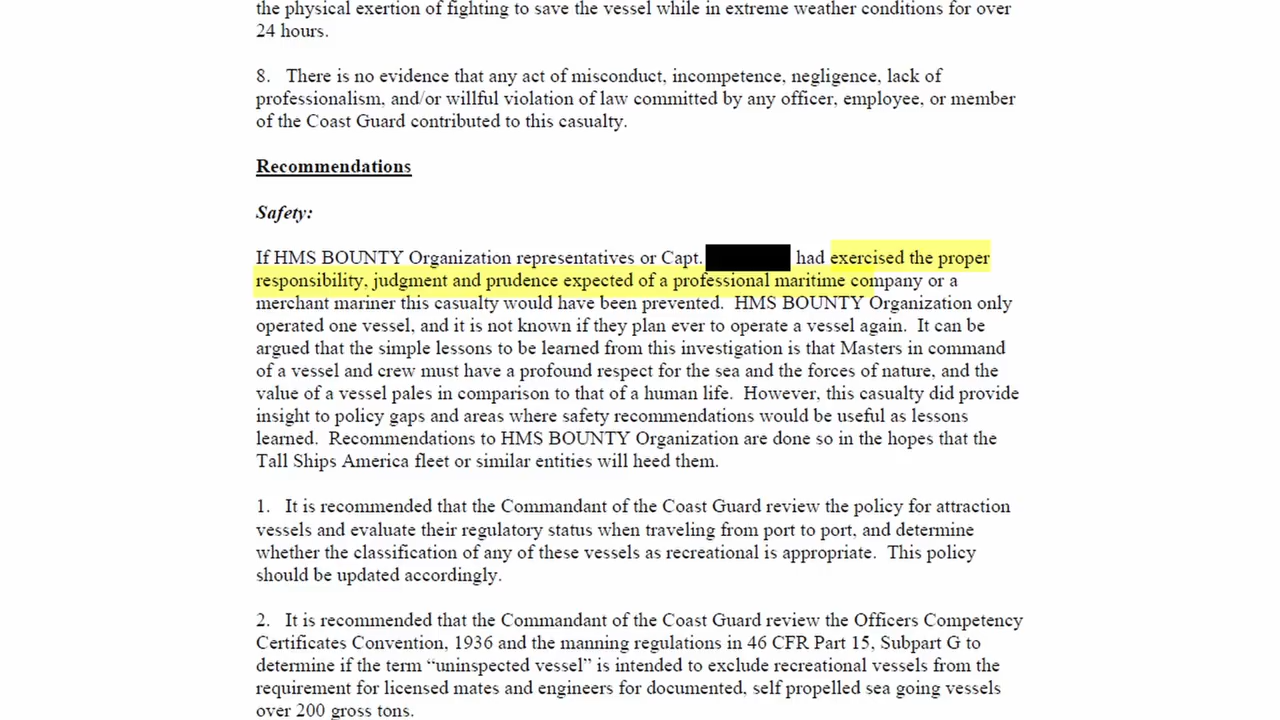 the physical exertion of fighting to save the vessel while in extreme weather conditions for over
24 hours.
8. There is no evidence that any act of misconduct, incompetence, negligence, lack of
professionalism, and/or willful violation of law committed by any officer, employee, or member
of the Coast Guard contributed to this casualty.
Recommendations
Safety:
If HMS BOUNTY Organization representatives or Capt. had exercised the proper
responsibility, judgment and prudence expected of a professional maritime company or a
merchant mariner this casualty would have been prevented. HMS BOUNTY Organization only
operated one vessel, and it is not known if they plan ever to operate a vessel again. It can be
argued that the simple lessons to be learned from this investigation is that Masters in command
of a vessel and crew must have a profound respect for the sea and the forces of nature, and the
value of a vessel pales in comparison to that of a human life. However, this casualty did provide
insight to policy gaps and areas where safety recommendations would be useful as lessons
learned. Recommendations to HMS BOUNTY Organization are done so in the hopes that the
Tall Ships America fleet or similar entities will heed them.
1. It is recommended that the Commandant of the Coast Guard review the policy for attraction
vessels and evaluate their regulatory status when traveling from port to port, and determine
whether the classification of any of these vessels as recreational is appropriate. This policy
should be updated accordingly.
2. It is recommended that the Commandant of the Coast Guard review the Officers Competency
Certificates Convention, 1936 and the manning regulations in 46 CFR Part 15, Subpart G to
determine if the term “uninspected vessel” is intended to exclude recreational vessels from the
requirement for licensed mates and engineers for documented, self propelled sea going vessels
over 200 gross tons.